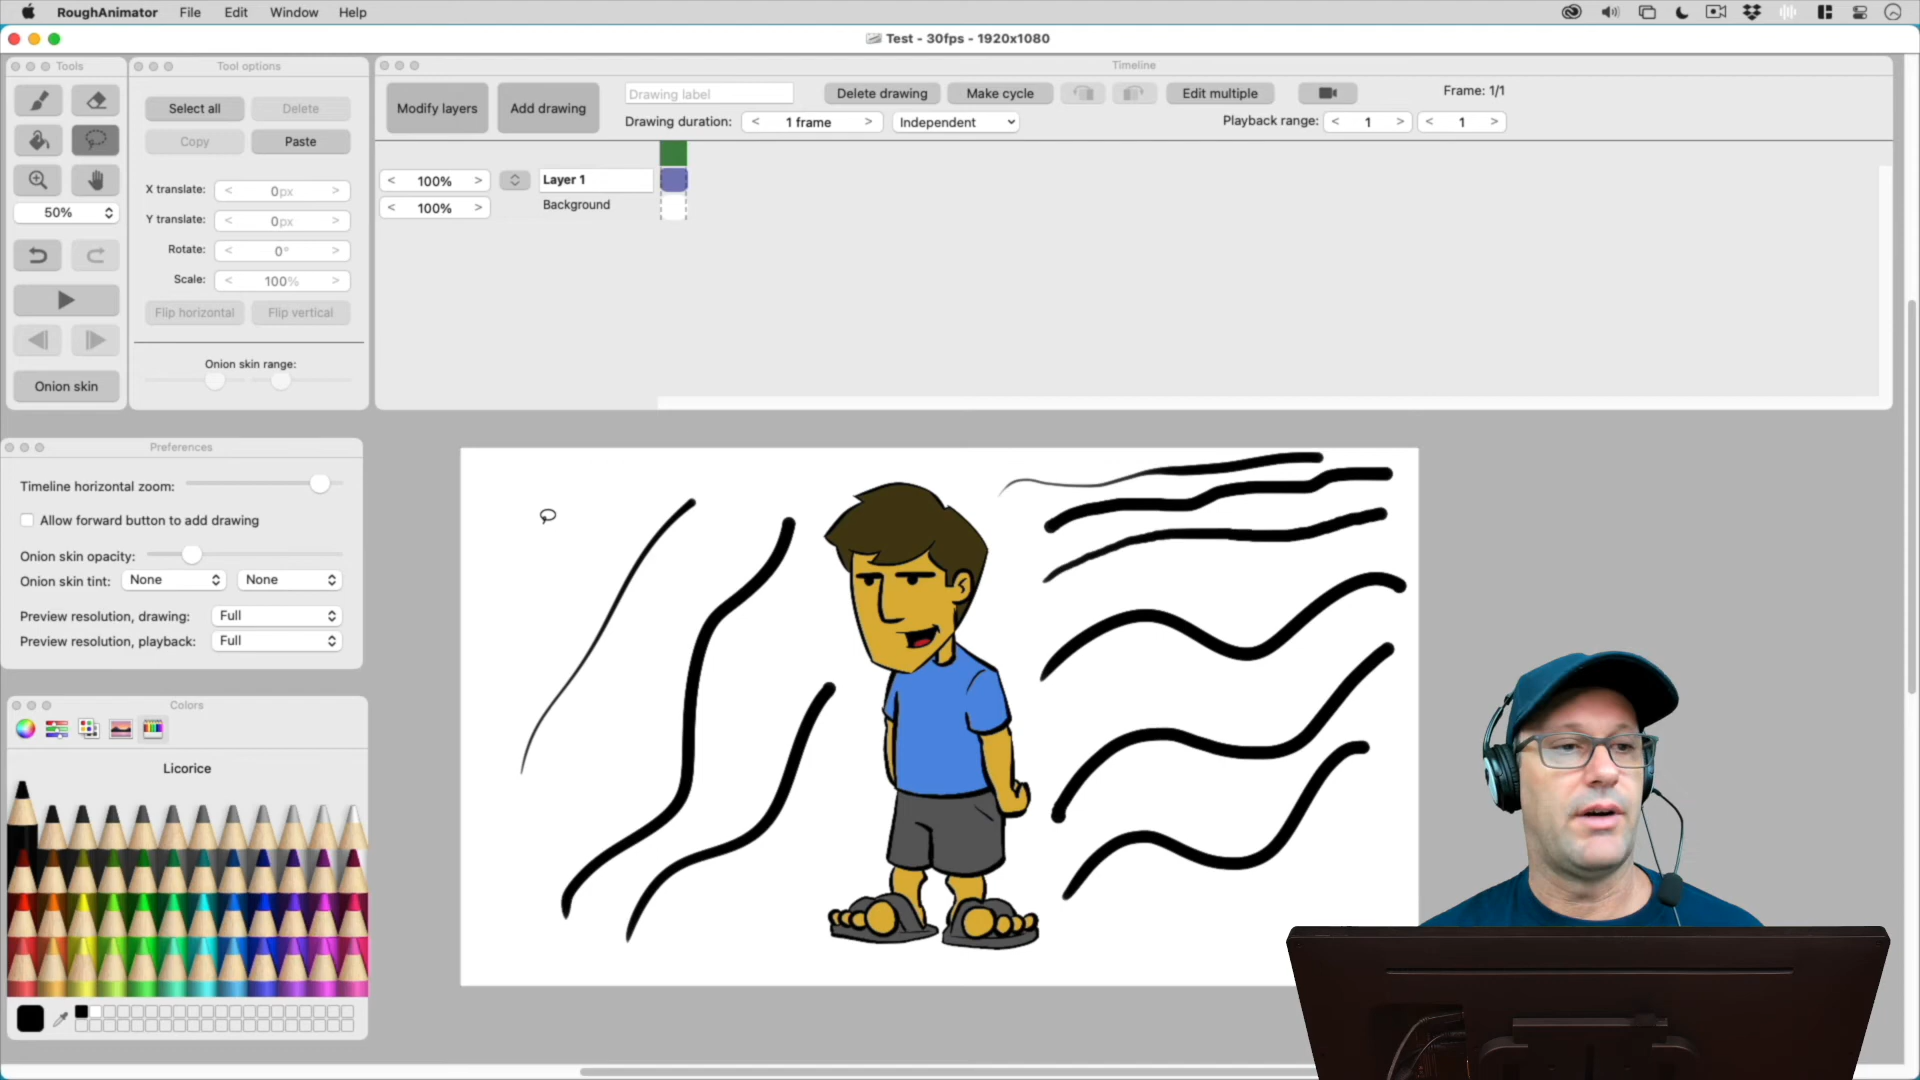 RoughAnimator File Edit Window Help
Test - 30fps - 1920x1080
Tools
Tool options
Timeline
Select all
Delete
Copy
Paste
X translate: < 0px >
Y translate: < 0px >
Rotate: < 0° >
Scale: < 100% >
Flip horizontal
Flip vertical
Onion skin range:
50%
Onion skin
Modify layers
Add drawing
Drawing label
Delete drawing
Make cycle
Edit multiple
Frame: 1/1
Drawing duration: < 1 frame >
Independent
Playback range: < 1 > < 1 >
< 100% > Layer 1
< 100% > Background
Preferences
Timeline horizontal zoom:
Allow forward button to add drawing
Onion skin opacity:
Onion skin tint: None None
Preview resolution, drawing: Full
Preview resolution, playback: Full
Colors
Licorice